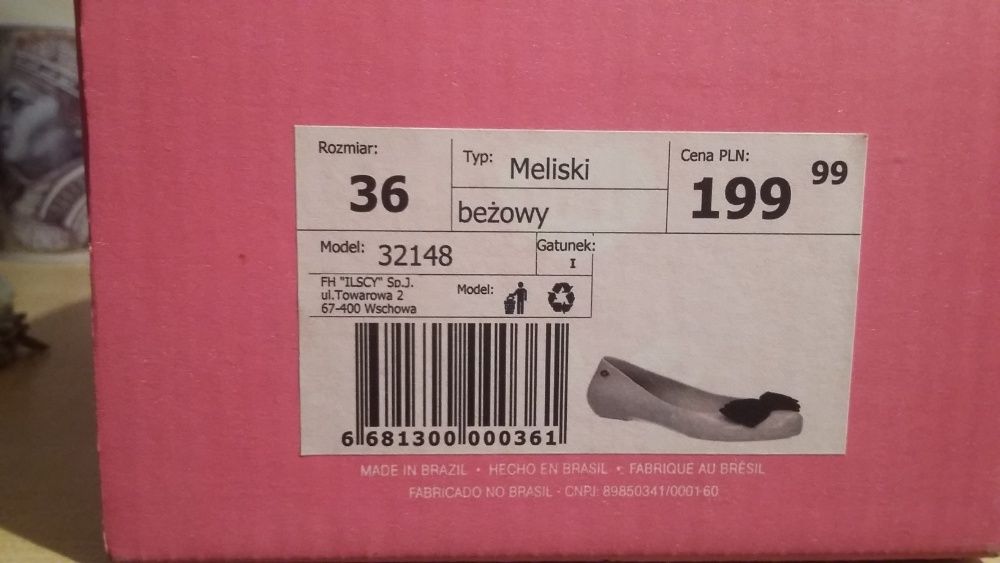 Rozmiar:
36
Typ: Meliski
beżowy
Cena PLN:
199 99
Model: 32148
Gatunek:
I
FH "ILSCY" Sp.J.
ul.Towarowa 2
67-400 Wschowa
Model:
6 681300 000361
MADE IN BRAZIL • HECHO EN BRASIL • FABRIQUE AU BRÉSIL
FABRICADO NO BRASIL - CNPJ: 89850341/0001-60